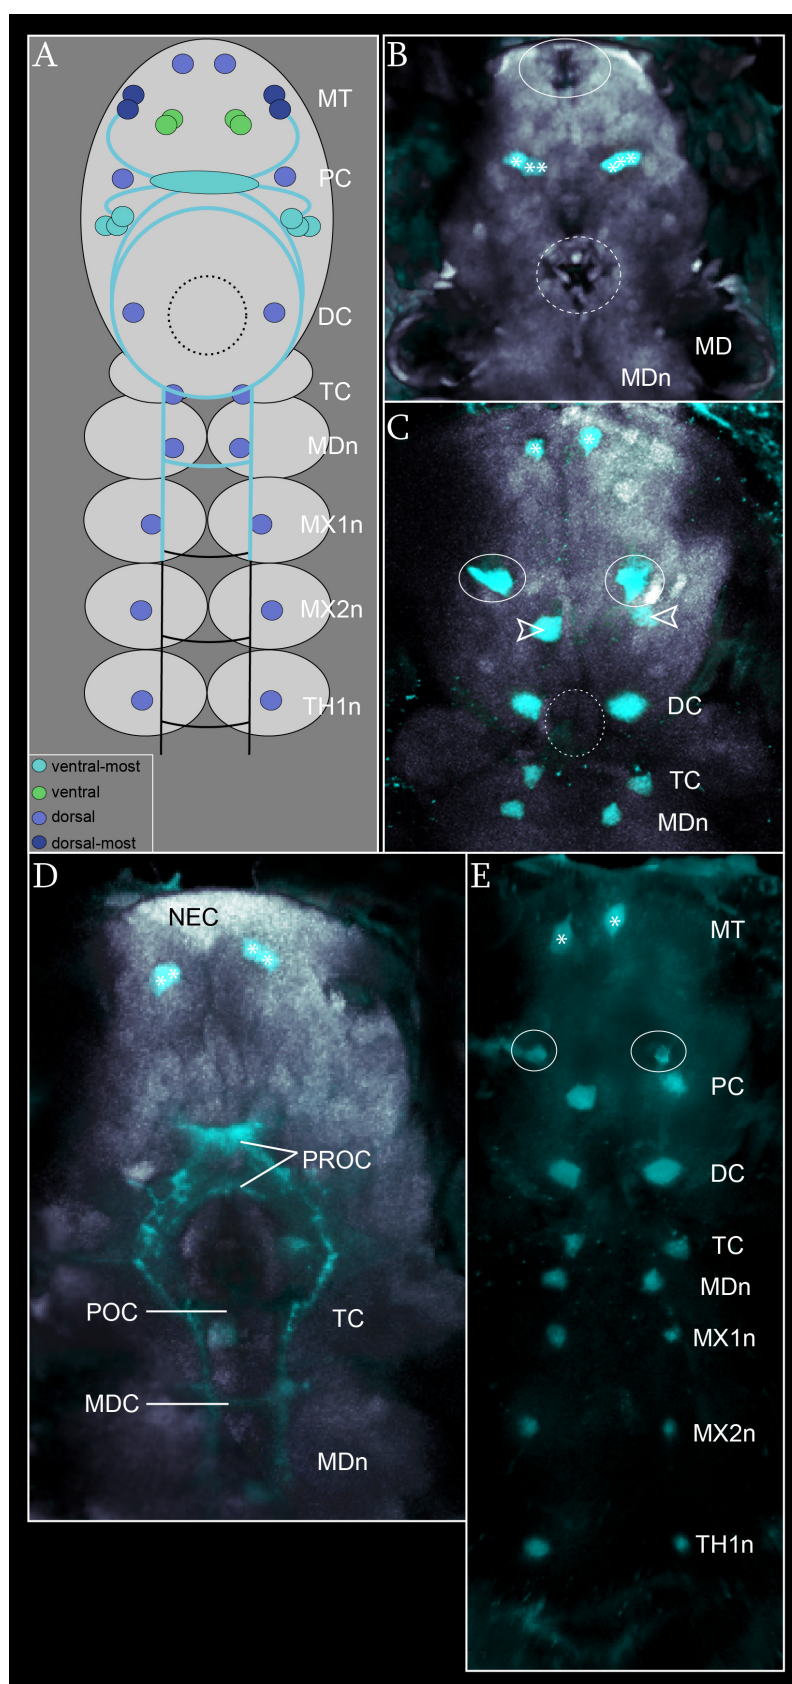 A
MT
PC
DC
TC
MDn
MX1n
MX2n
TH1n
ventral-most
ventral
dorsal
dorsal-most
B
***
***
MD
MDn
C
*
*
DC
TC
MDn
D
NEC
**
**
PROC
POC
TC
MDC
MDn
E
*
*
MT
PC
DC
TC
MDn
MX1n
MX2n
TH1n